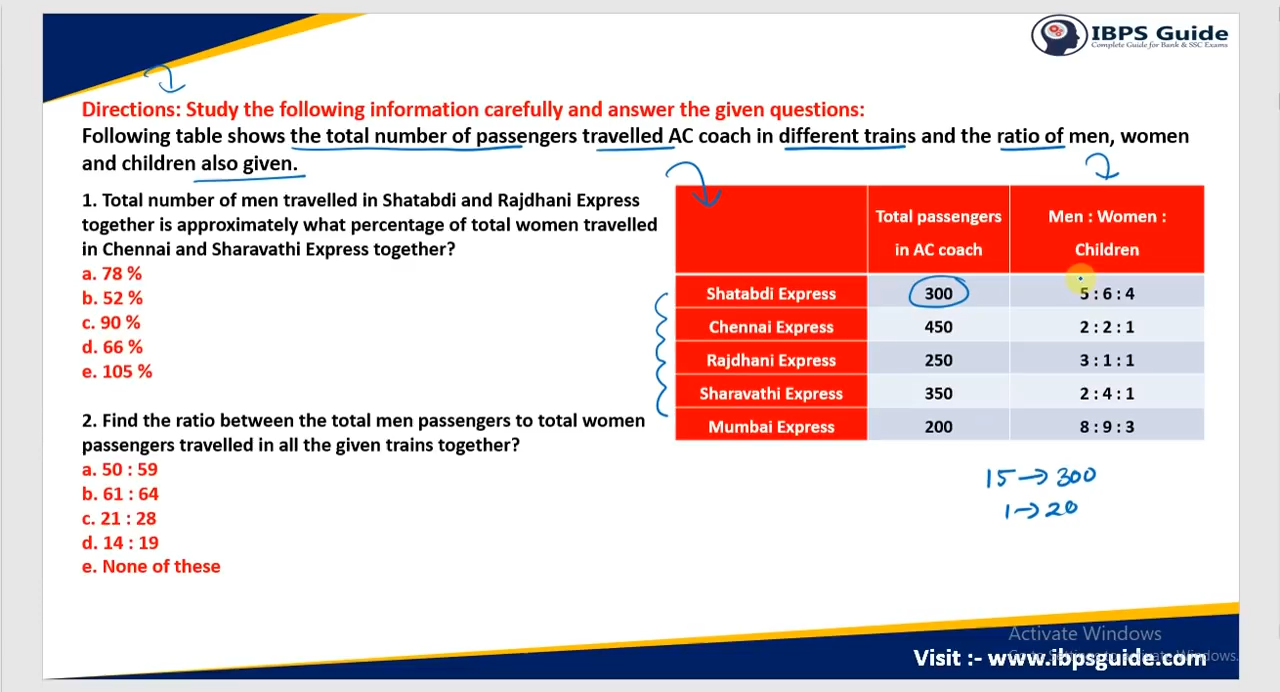 IBPS Guide
Complete Guide for Bank & SSC Exams
Directions: Study the following information carefully and answer the given questions:
Following table shows the total number of passengers travelled AC coach in different trains and the ratio of men, women
and children also given.
1. Total number of men travelled in Shatabdi and Rajdhani Express
together is approximately what percentage of total women travelled
in Chennai and Sharavathi Express together?
a. 78 %
b. 52 %
c. 90 %
d. 66 %
e. 105 %
2. Find the ratio between the total men passengers to total women
passengers travelled in all the given trains together?
a. 50 : 59
b. 61 : 64
c. 21 : 28
d. 14 : 19
e. None of these
Total passengers
in AC coach
Men : Women :
Children
Shatabdi Express 300 5 : 6 : 4
Chennai Express 450 2 : 2 : 1
Rajdhani Express 250 3 : 1 : 1
Sharavathi Express 350 2 : 4 : 1
Mumbai Express 200 8 : 9 : 3
15 → 300
1 → 20
Activate Windows
Go to Settings to activate Windows.
Visit :- www.ibpsguide.com